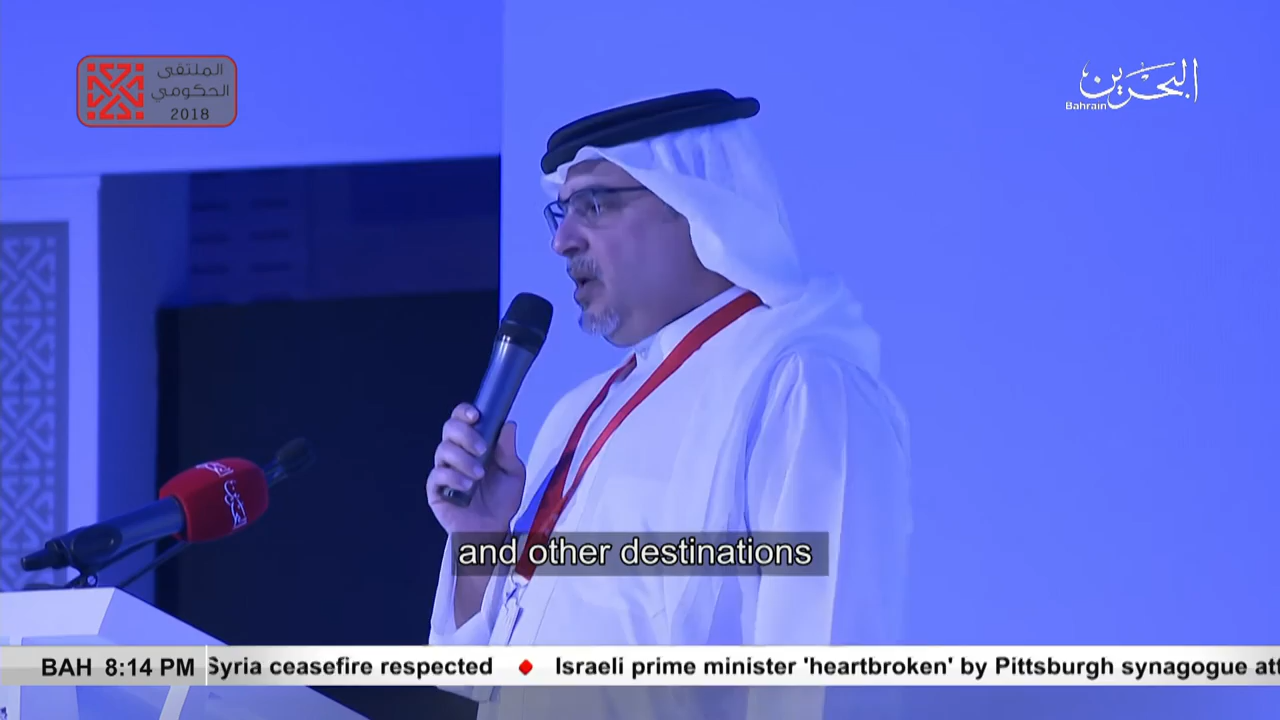 الملتقى
الحكومي
2018
البحرين
Bahrain
and other destinations
BAH 8:14 PM
Syria ceasefire respected
Israeli prime minister 'heartbroken' by Pittsburgh synagogue att